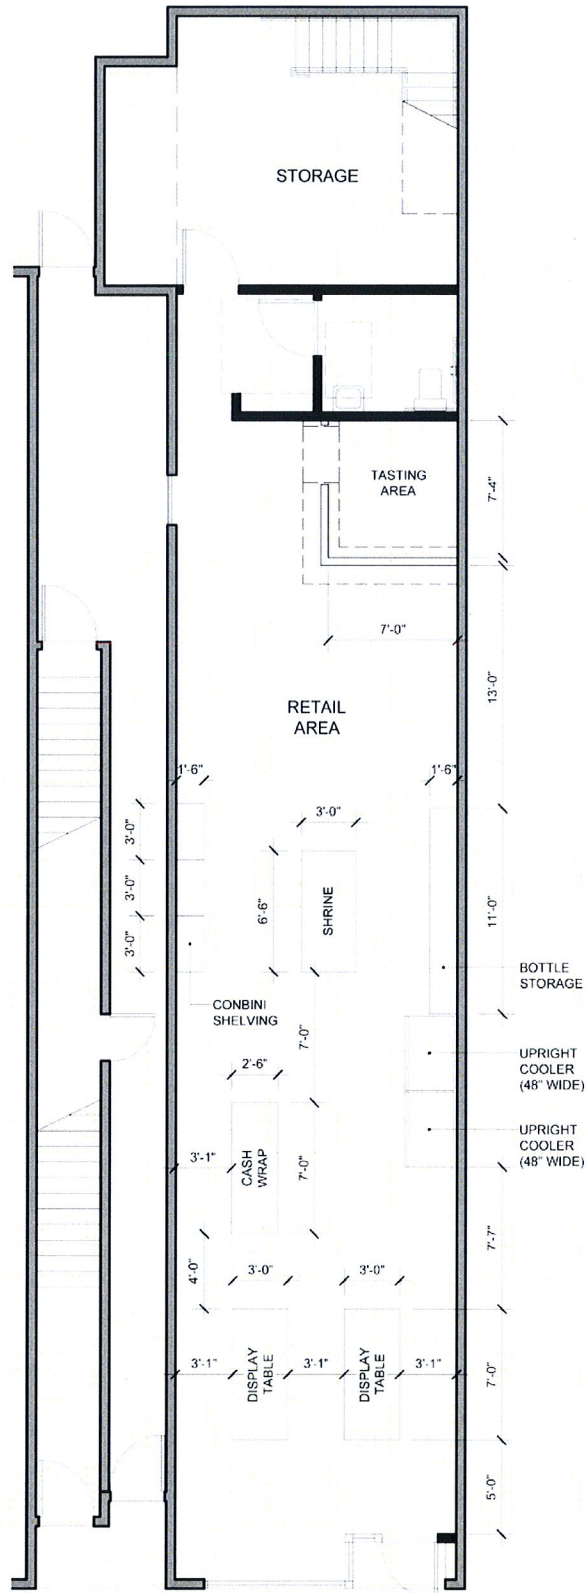 STORAGE
TASTING
AREA
7'-4"
7'-0"
13'-0"
RETAIL
AREA
1'-6"
1'-6"
3'-0"
3'-0"
3'-0"
3'-0"
6'-6"
SHRINE
11'-0"
BOTTLE
STORAGE
CONBINI
SHELVING
7'-0"
UPRIGHT
COOLER
(48" WIDE)
2'-6"
UPRIGHT
COOLER
(48" WIDE)
3'-1"
CASH
WRAP
7'-0"
7'-7"
4'-0"
3'-0"
3'-0"
3'-1"
DISPLAY
TABLE
3'-1"
DISPLAY
TABLE
3'-1"
7'-0"
5'-0"